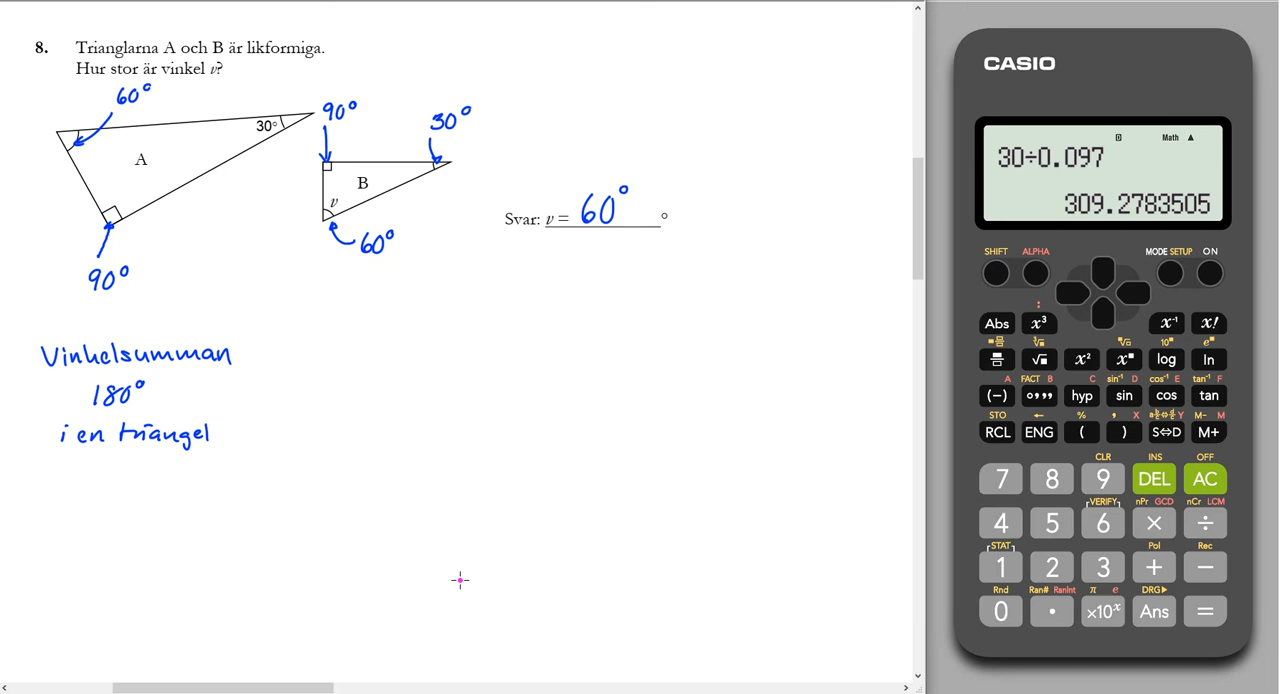 8. Trianglarna A och B är likformiga.
Hur stor är vinkel v?
60°
30°
A
90°
90°
30°
B
v
60°
Svar: v = 60° °
Vinkelsumman
180°
i en triangel
CASIO
D Math ▲
30÷0.097
309.2783505
SHIFT ALPHA MODE SETUP ON
:
Abs x³ x⁻¹ x!
■ ³√■ ■√□ 10■ e■
√■ x² x■ log ln
A FACT B C sin⁻¹ D cos⁻¹ E tan⁻¹ F
(−) °,,, hyp sin cos tan
STO ← % , X a b/c⇔d/c Y M- M
RCL ENG ( ) S⇔D M+
CLR INS OFF
7 8 9 DEL AC
VERIFY nPr GCD nCr LCM
4 5 6 × ÷
STAT Pol Rec
1 2 3 + −
Rnd Ran# RanInt π e DRG▶
0 • ×10ˣ Ans =